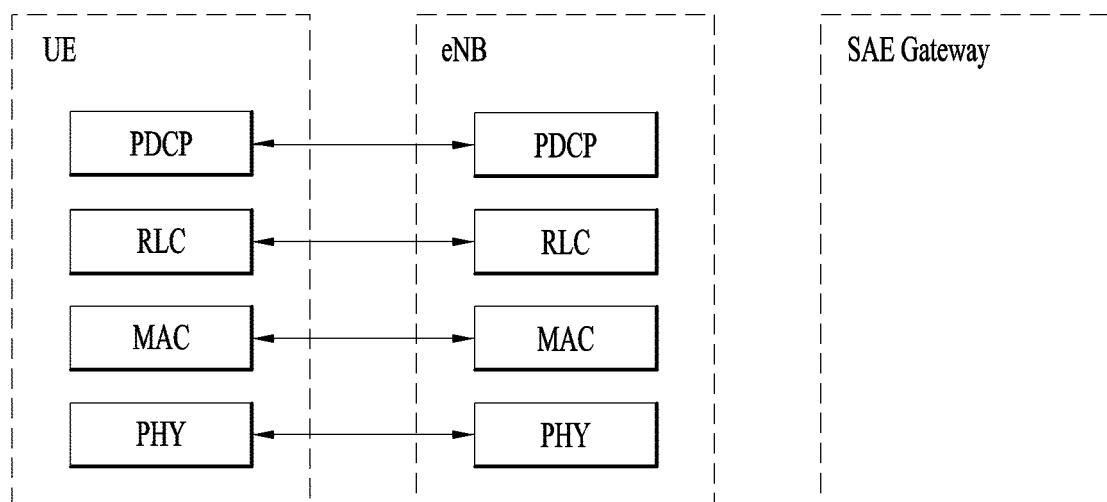 UE
eNB
SAE Gateway
PDCP
PDCP
RLC
RLC
MAC
MAC
PHY
PHY